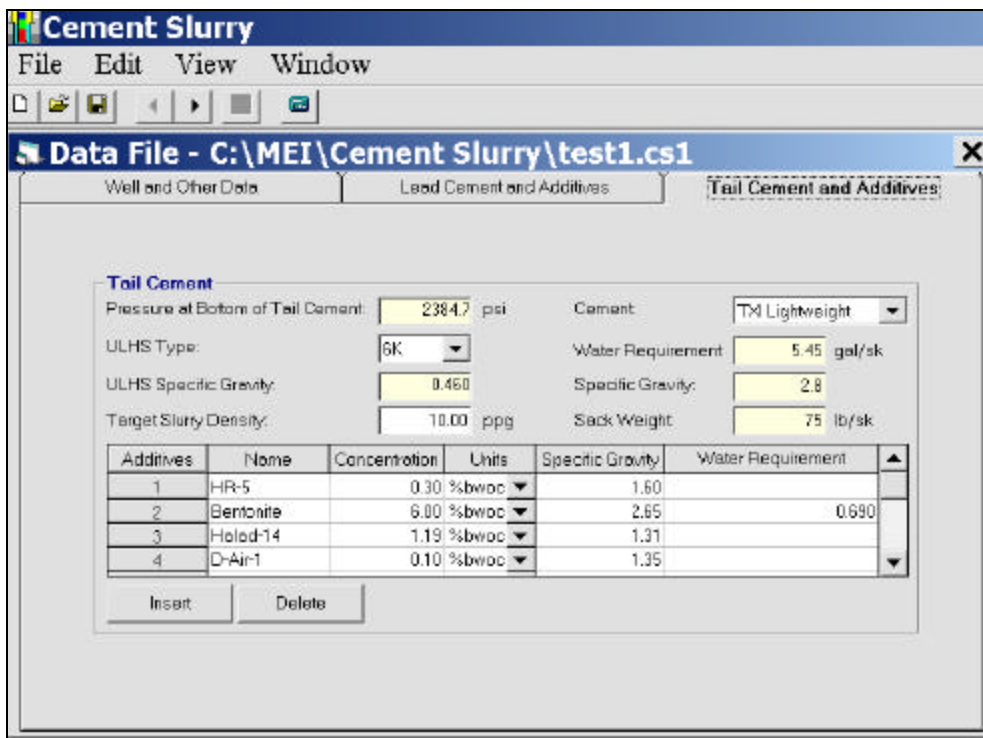 Cement Slurry
File Edit View Window
Data File - C:\MEI\Cement Slurry\test1.cs1
Well and Other Data Lead Cement and Additives Tail Cement and Additives
Tail Cement
Pressure at Bottom of Tail Cement: 2384.7 psi Cement TXI Lightweight
ULHS Type: 6K Water Requirement 5.45 gal/sk
ULHS Specific Gravity: 0.460 Specific Gravity: 2.8
Target Slurry Density: 10.00 ppg Sack Weight 75 lb/sk
Additives Name Concentration Units Specific Gravity Water Requirement
1 HR-5 0.30 %bwoc 1.60
2 Bentonite 6.00 %bwoc 2.65 0.690
3 Halad-14 1.19 %bwoc 1.31
4 D-Air-1 0.10 %bwoc 1.35
Insert Delete